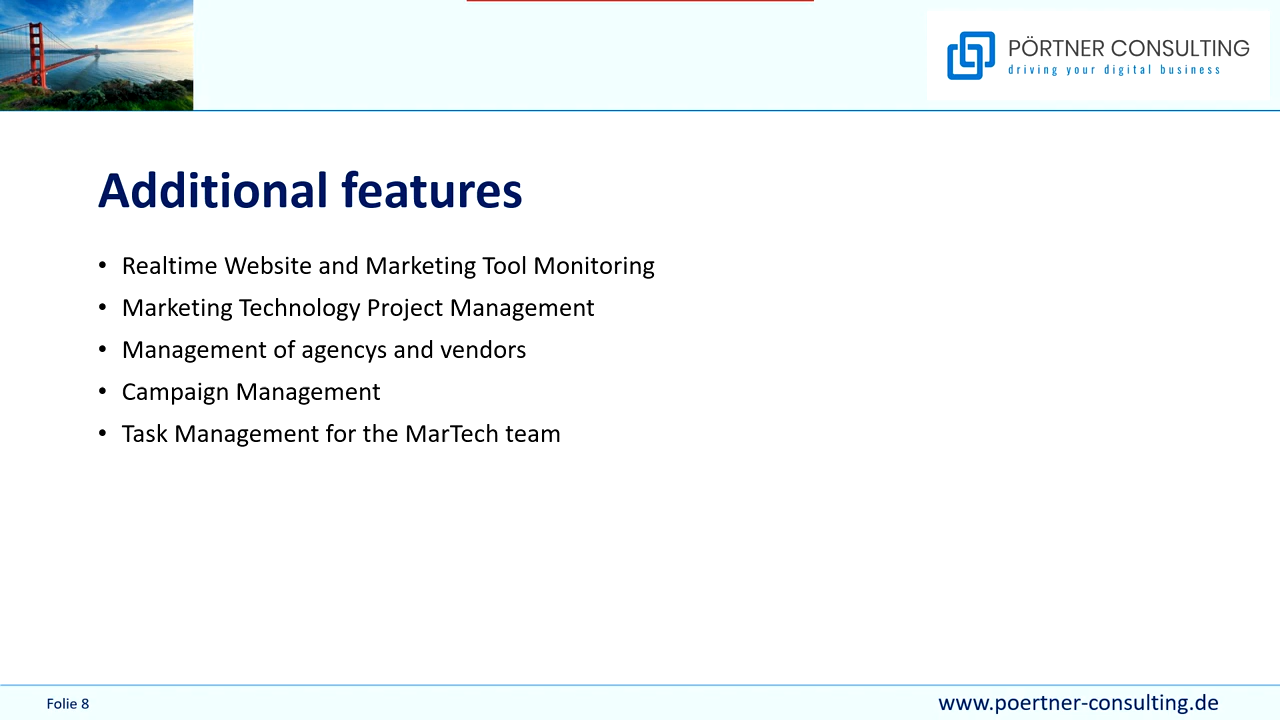 PÖRTNER CONSULTING
driving your digital business
Additional features
• Realtime Website and Marketing Tool Monitoring
• Marketing Technology Project Management
• Management of agencys and vendors
• Campaign Management
• Task Management for the MarTech team
Folie 8
www.poertner-consulting.de